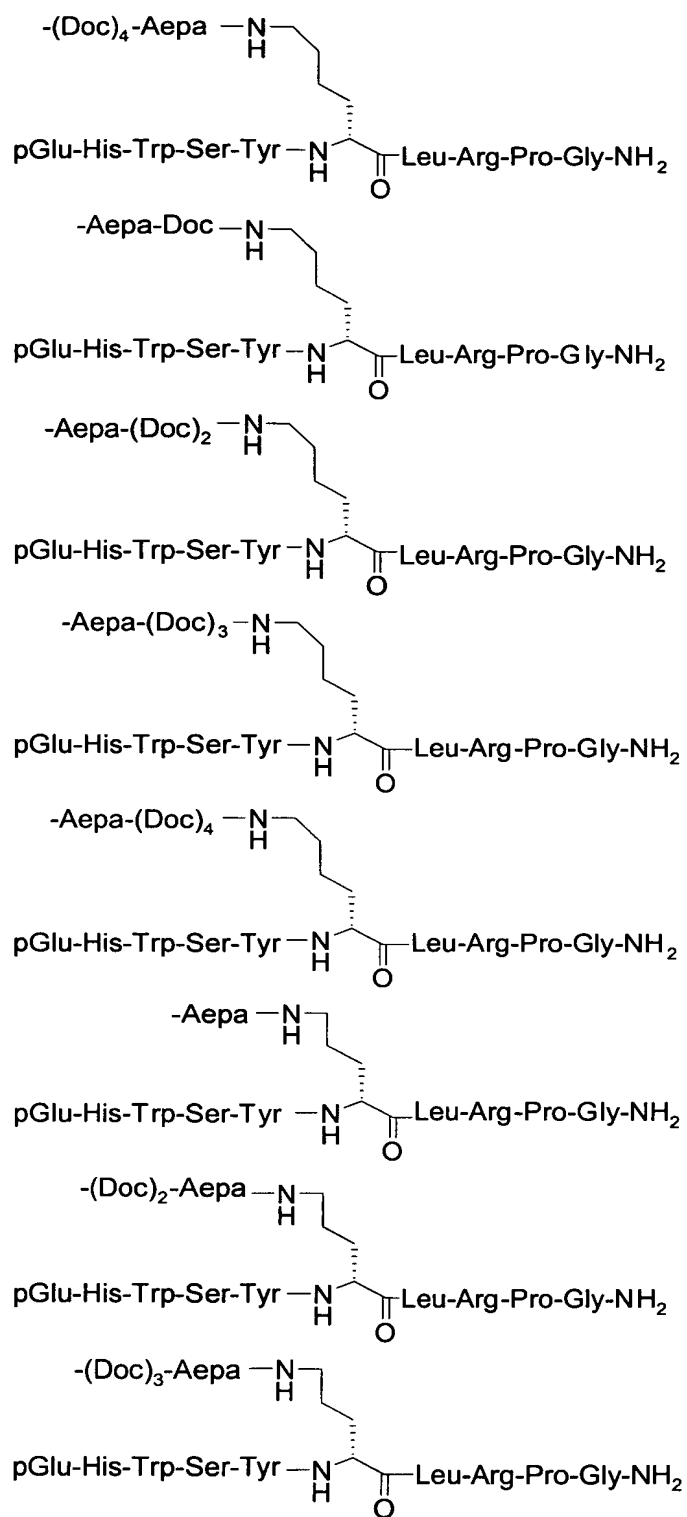 -(Doc)₄-Aepa —N
H
pGlu-His-Trp-Ser-Tyr—N Leu-Arg-Pro-Gly-NH₂
H
O
-Aepa-Doc —N
H
pGlu-His-Trp-Ser-Tyr—N Leu-Arg-Pro-Gly-NH₂
H
O
-Aepa-(Doc)₂ —N
H
pGlu-His-Trp-Ser-Tyr—N Leu-Arg-Pro-Gly-NH₂
H
O
-Aepa-(Doc)₃ —N
H
pGlu-His-Trp-Ser-Tyr—N Leu-Arg-Pro-Gly-NH₂
H
O
-Aepa-(Doc)₄ —N
H
pGlu-His-Trp-Ser-Tyr—N Leu-Arg-Pro-Gly-NH₂
H
O
-Aepa —N
H
pGlu-His-Trp-Ser-Tyr —N Leu-Arg-Pro-Gly-NH₂
H
O
-(Doc)₂-Aepa —N
H
pGlu-His-Trp-Ser-Tyr—N Leu-Arg-Pro-Gly-NH₂
H
O
-(Doc)₃-Aepa —N
H
pGlu-His-Trp-Ser-Tyr—N Leu-Arg-Pro-Gly-NH₂
H
O